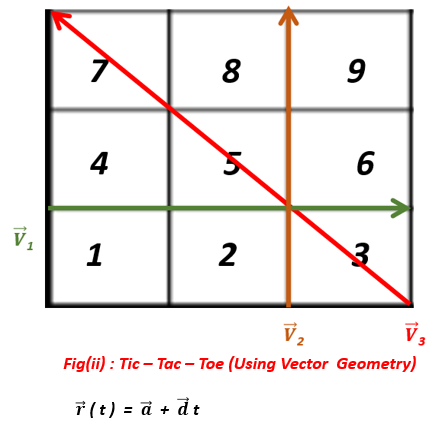 7 8 9
4 5 6
V⃗₁
1 2 3
V⃗₂ V⃗₃
Fig(ii) : Tic – Tac – Toe (Using Vector Geometry)
r⃗ ( t ) = a⃗ + d⃗ t